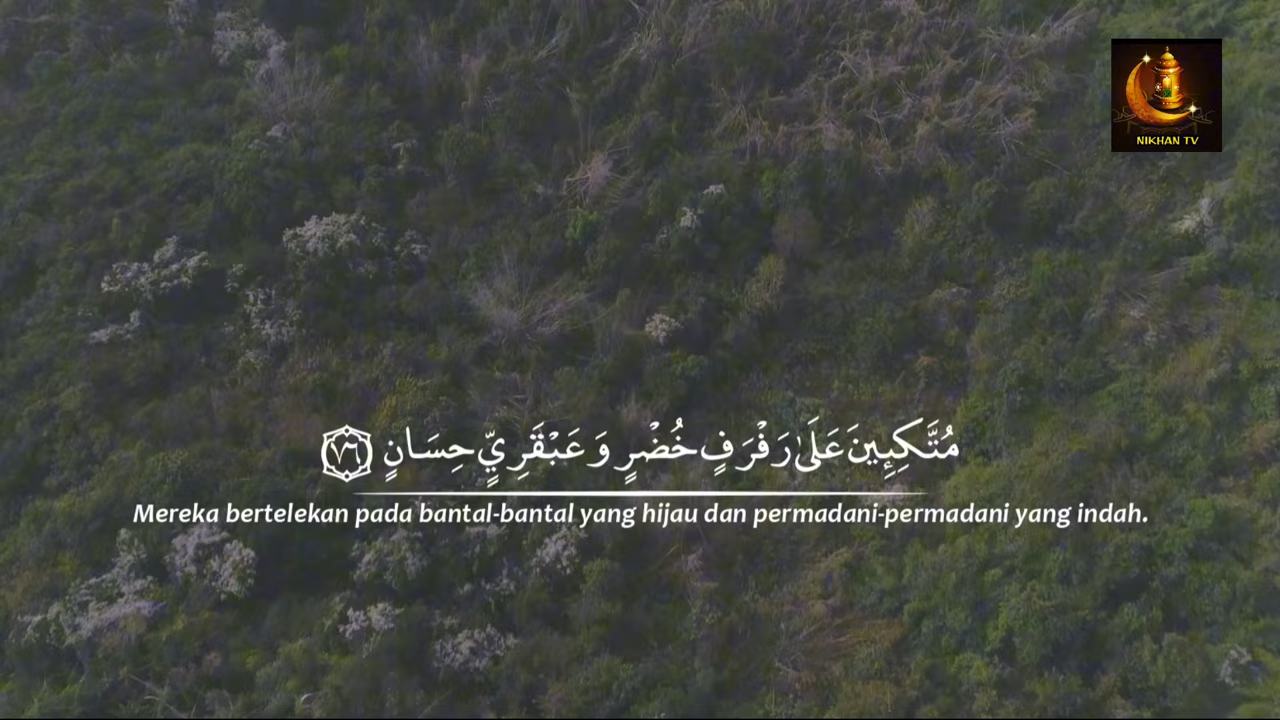 NIKHAN TV
مُتَّكِـِٕينَ عَلَىٰ رَفْرَفٍ خُضْرٍ وَعَبْقَرِيٍّ حِسَانٍ ٧٦
Mereka bertelekan pada bantal-bantal yang hijau dan permadani-permadani yang indah.